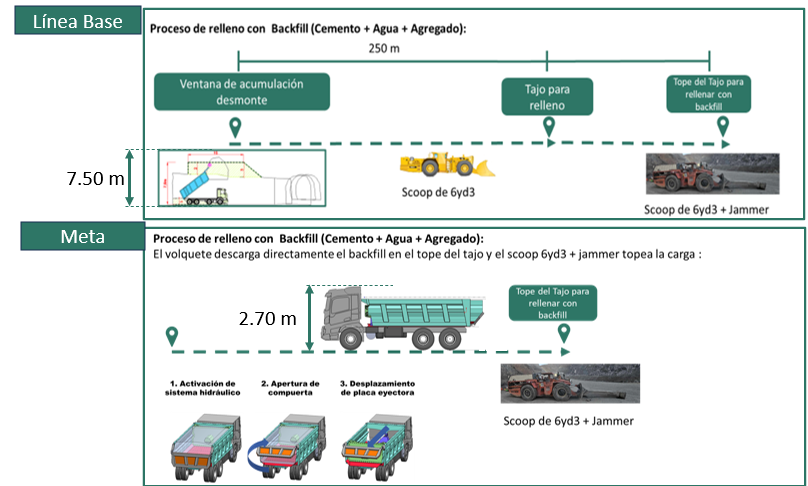 Línea Base
Proceso de relleno con Backfill (Cemento + Agua + Agregado):
250 m
Ventana de acumulación
desmonte
Tajo para
relleno
Tope del Tajo para
rellenar con
backfill
7.50 m
Scoop de 6yd3
Scoop de 6yd3 + Jammer
Meta
Proceso de relleno con Backfill (Cemento + Agua + Agregado):
El volquete descarga directamente el backfill en el tope del tajo y el scoop 6yd3 + jammer topea la carga :
2.70 m
Tope del Tajo para
rellenar con
backfill
1. Activación de
sistema hidráulico
2. Apertura de
compuerta
3. Desplazamiento
de placa eyectora
Scoop de 6yd3 + Jammer